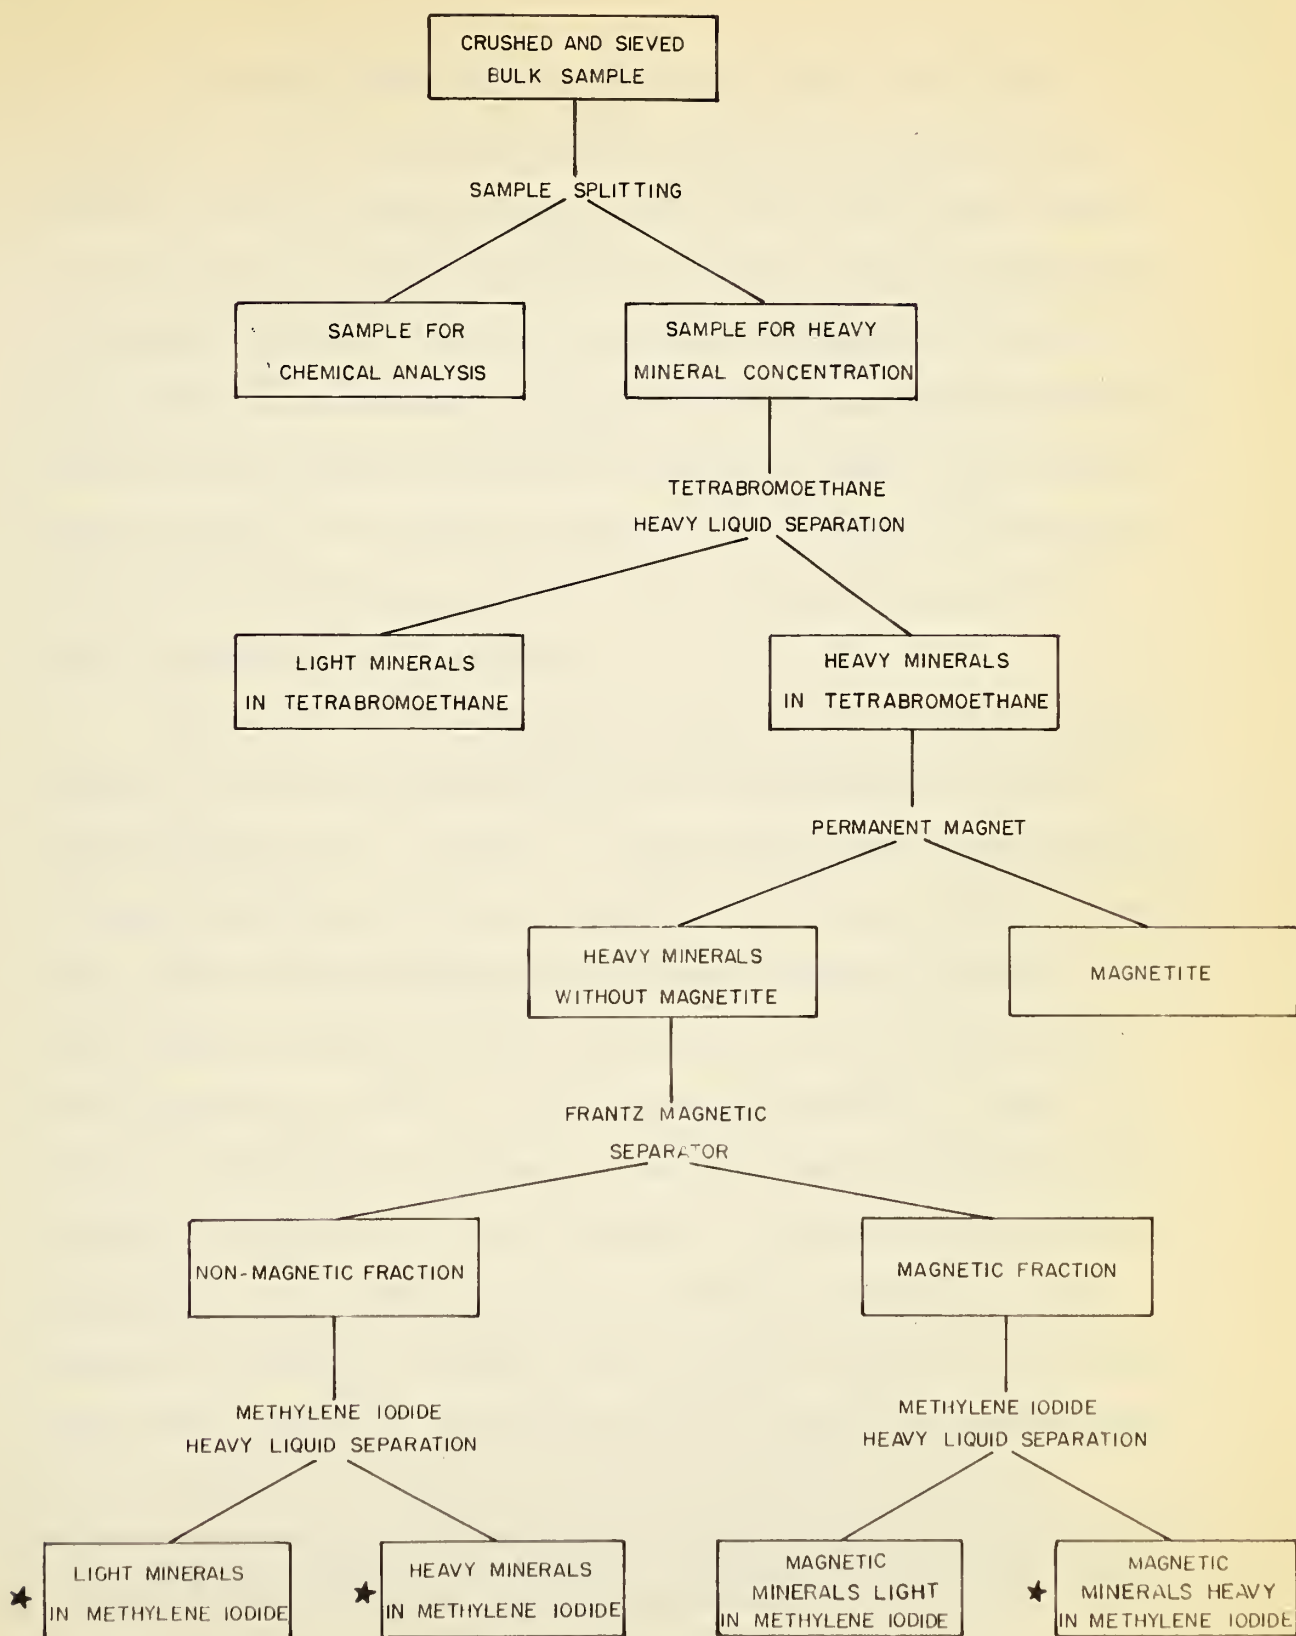 CRUSHED AND SIEVED
BULK SAMPLE
SAMPLE SPLITTING
SAMPLE FOR
CHEMICAL ANALYSIS
SAMPLE FOR HEAVY
MINERAL CONCENTRATION
TETRABROMOETHANE
HEAVY LIQUID SEPARATION
LIGHT MINERALS
IN TETRABROMOETHANE
HEAVY MINERALS
IN TETRABROMOETHANE
PERMANENT MAGNET
HEAVY MINERALS
WITHOUT MAGNETITE
MAGNETITE
FRANTZ MAGNETIC
SEPARATOR
NON-MAGNETIC FRACTION
MAGNETIC FRACTION
METHYLENE IODIDE
HEAVY LIQUID SEPARATION
METHYLENE IODIDE
HEAVY LIQUID SEPARATION
LIGHT MINERALS
IN METHYLENE IODIDE
HEAVY MINERALS
IN METHYLENE IODIDE
MAGNETIC
MINERALS LIGHT
IN METHYLENE IODIDE
MAGNETIC
MINERALS HEAVY
IN METHYLENE IODIDE